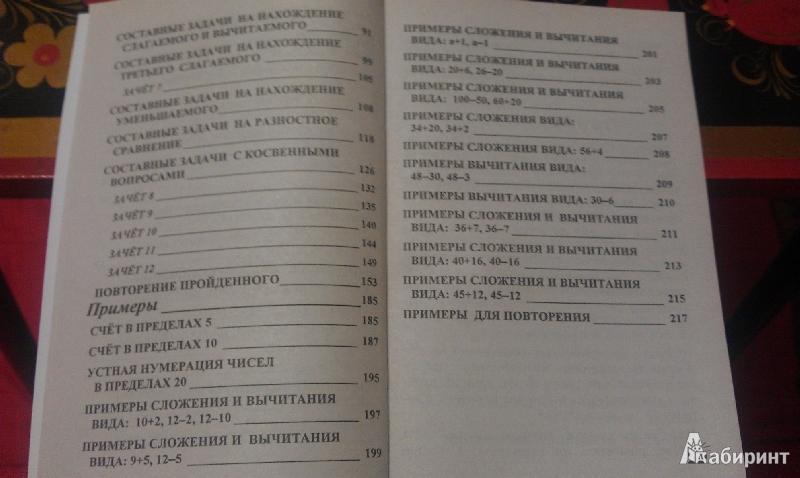 СОСТАВНЫЕ ЗАДАЧИ НА НАХОЖДЕНИЕ
СЛАГАЕМОГО И ВЫЧИТАЕМОГО 91
СОСТАВНЫЕ ЗАДАЧИ НА НАХОЖДЕНИЕ
ТРЕТЬЕГО СЛАГАЕМОГО 99
ЗАЧЁТ 7 105
СОСТАВНЫЕ ЗАДАЧИ НА НАХОЖДЕНИЕ
УМЕНЬШАЕМОГО 108
СОСТАВНЫЕ ЗАДАЧИ НА РАЗНОСТНОЕ
СРАВНЕНИЕ 118
СОСТАВНЫЕ ЗАДАЧИ С КОСВЕННЫМИ
ВОПРОСАМИ 126
ЗАЧЁТ 8 132
ЗАЧЁТ 9 135
ЗАЧЁТ 10 140
ЗАЧЁТ 11 144
ЗАЧЁТ 12 149
ПОВТОРЕНИЕ ПРОЙДЕННОГО 153
Примеры 185
СЧЁТ В ПРЕДЕЛАХ 5 185
СЧЁТ В ПРЕДЕЛАХ 10 187
УСТНАЯ НУМЕРАЦИЯ ЧИСЕЛ
В ПРЕДЕЛАХ 20 195
ПРИМЕРЫ СЛОЖЕНИЯ И ВЫЧИТАНИЯ
ВИДА: 10+2, 12–2, 12–10 197
ПРИМЕРЫ СЛОЖЕНИЯ И ВЫЧИТАНИЯ
ВИДА: 9+5, 12–5 199
ПРИМЕРЫ СЛОЖЕНИЯ И ВЫЧИТАНИЯ
ВИДА: а+1, а–1 201
ПРИМЕРЫ СЛОЖЕНИЯ И ВЫЧИТАНИЯ
ВИДА: 20+6, 26–20 203
ПРИМЕРЫ СЛОЖЕНИЯ И ВЫЧИТАНИЯ
ВИДА: 100–50, 60+20 205
ПРИМЕРЫ СЛОЖЕНИЯ ВИДА:
34+20, 34+2 207
ПРИМЕРЫ СЛОЖЕНИЯ ВИДА: 56+4 208
ПРИМЕРЫ ВЫЧИТАНИЯ ВИДА:
48–30, 48–3 209
ПРИМЕРЫ ВЫЧИТАНИЯ ВИДА: 30–6 210
ПРИМЕРЫ СЛОЖЕНИЯ И ВЫЧИТАНИЯ
ВИДА: 36+7, 36–7 211
ПРИМЕРЫ СЛОЖЕНИЯ И ВЫЧИТАНИЯ
ВИДА: 40+16, 40–16 213
ПРИМЕРЫ СЛОЖЕНИЯ И ВЫЧИТАНИЯ
ВИДА: 45+12, 45–12 215
ПРИМЕРЫ ДЛЯ ПОВТОРЕНИЯ 217
Лабиринт